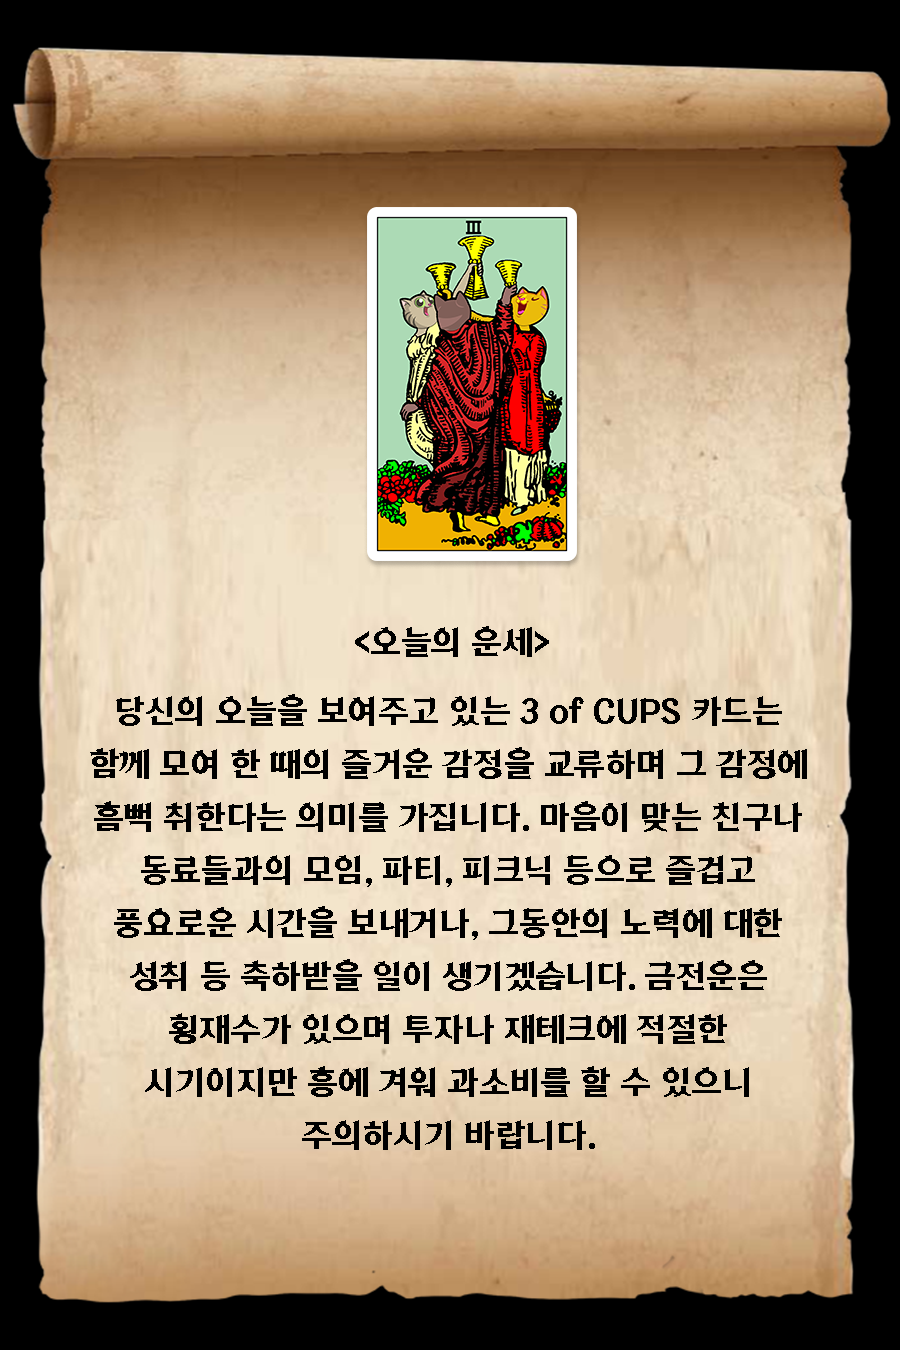 III
<오늘의 운세>
당신의 오늘을 보여주고 있는 3 of CUPS 카드는
함께 모여 한 때의 즐거운 감정을 교류하며 그 감정에
흠뻑 취한다는 의미를 가집니다. 마음이 맞는 친구나
동료들과의 모임, 파티, 피크닉 등으로 즐겁고
풍요로운 시간을 보내거나, 그동안의 노력에 대한
성취 등 축하받을 일이 생기겠습니다. 금전운은
횡재수가 있으며 투자나 재테크에 적절한
시기이지만 흥에 겨워 과소비를 할 수 있으니
주의하시기 바랍니다.